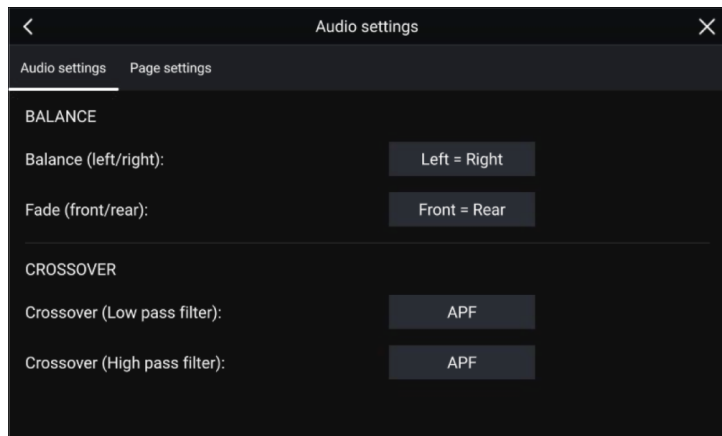 Audio settings
Audio settings Page settings
BALANCE
Balance (left/right): Left = Right
Fade (front/rear): Front = Rear
CROSSOVER
Crossover (Low pass filter): APF
Crossover (High pass filter): APF